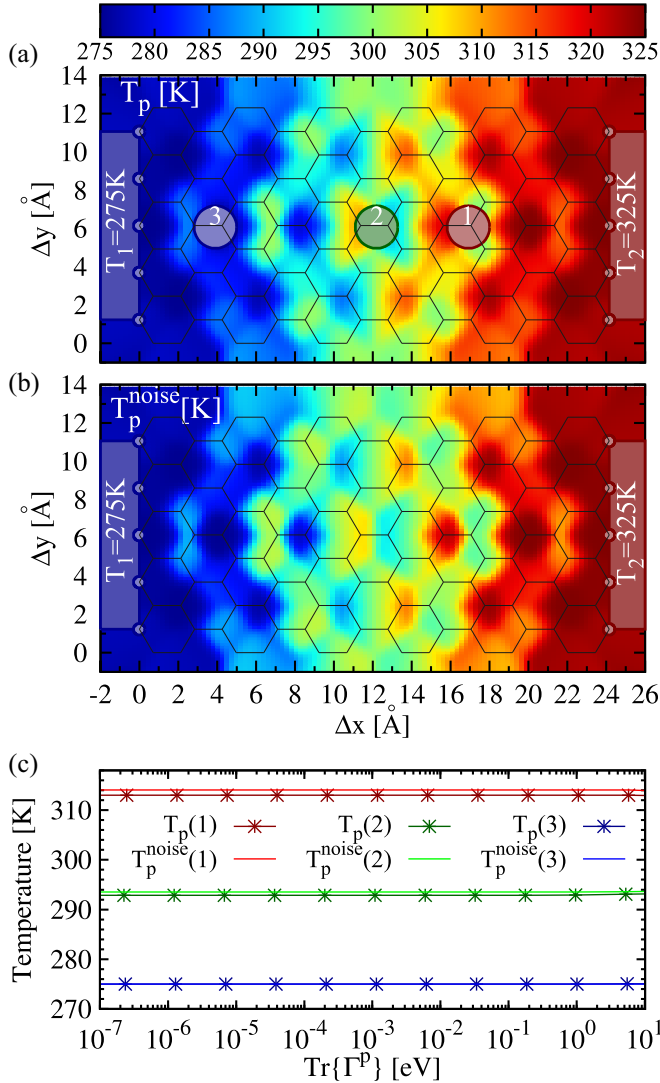 275 280 285 290 295 300 305 310 315 320 325
(a)
T_p [K]
14
12
10
8
6
4
2
0
Δy [Å]
T_1=275K
3
2
1
T_2=325K
(b)
T_p^noise[K]
14
12
10
8
6
4
2
0
Δy [Å]
T_1=275K
T_2=325K
-2 0 2 4 6 8 10 12 14 16 18 20 22 24 26
Δx [Å]
(c)
Temperature [K]
310
300
290
280
270
T_p(1) T_p(2) T_p(3)
T_p^noise(1) T_p^noise(2) T_p^noise(3)
10^-7 10^-6 10^-5 10^-4 10^-3 10^-2 10^-1 10^0 10^1
Tr{Γ^p} [eV]